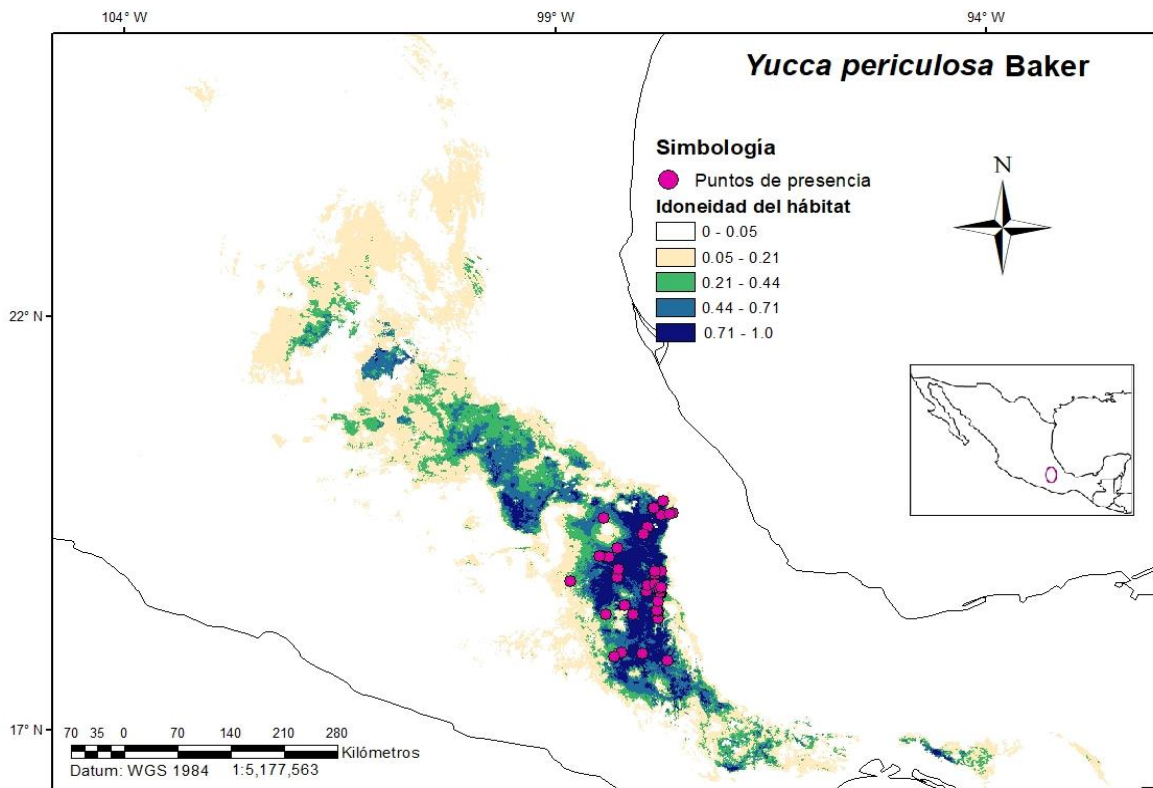 104° W 99° W 94° W
Yucca periculosa Baker
Simbología
Puntos de presencia
Idoneidad del hábitat
0 - 0.05
0.05 - 0.21
0.21 - 0.44
0.44 - 0.71
0.71 - 1.0
N
22° N
17° N
70 35 0 70 140 210 280
Kilómetros
Datum: WGS 1984 1:5,177,563